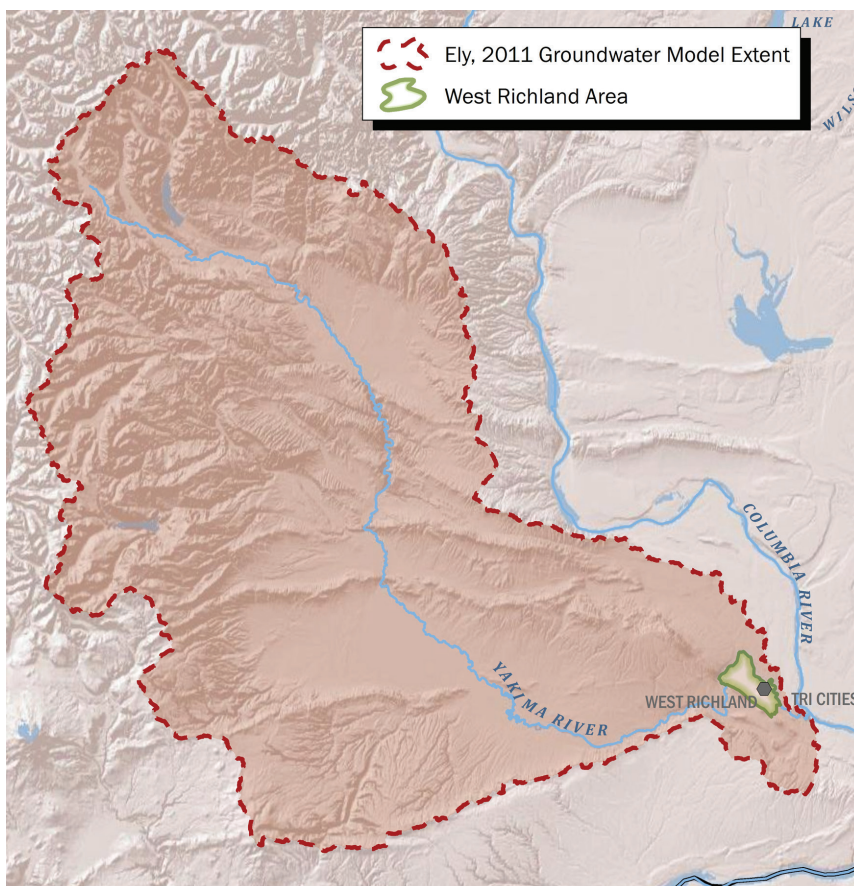 LAKE
Ely, 2011 Groundwater Model Extent
West Richland Area
COLUMBIA RIVER
YAKIMA RIVER
WEST RICHLAND
TRI CITIES